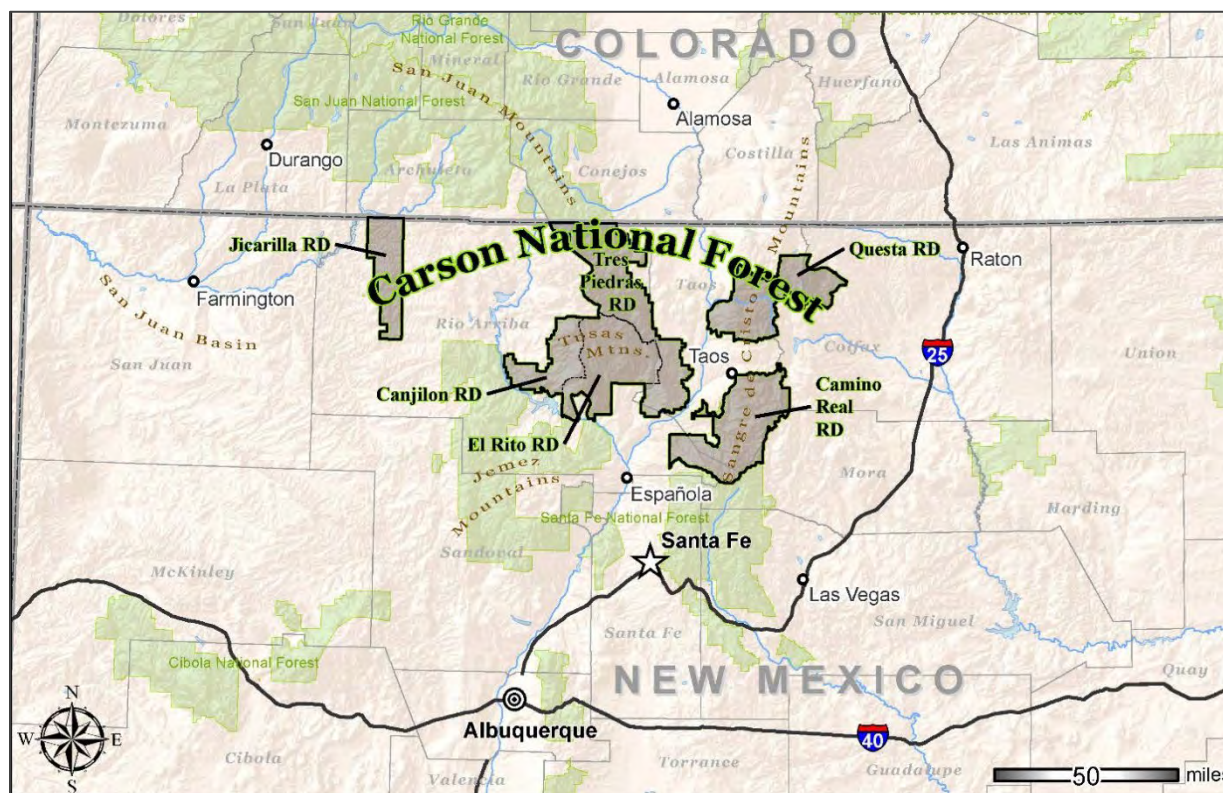 Dolores
San Juan
Rio Grande
National Forest
Mineral
COLORADO
Rio Grande
Alamosa
Huerfano
San Juan Mountains
San Juan National Forest
Montezuma
Alamosa
Durango
Costilla
Las Animas
La Plata
Archuleta
Conejos
Mountains
Jicarilla RD
Carson National Forest
Questa RD
Raton
Tres
Piedras
RD
Taos
Farmington
San Juan Basin
Rio Arriba
Tusas
Mtns.
Sangre de Cristo
Colfax
25
Union
San Juan
Taos
Canjilon RD
Camino
Real
RD
El Rito RD
Jemez
Mountains
Mora
Española
Harding
Santa Fe National Forest
Sandoval
Santa Fe
McKinley
Las Vegas
San Miguel
Santa Fe
Cibola National Forest
NEW MEXICO
Quay
N
W E
S
Albuquerque
40
Cibola
Valencia
Torrance
Guadalupe
50 miles